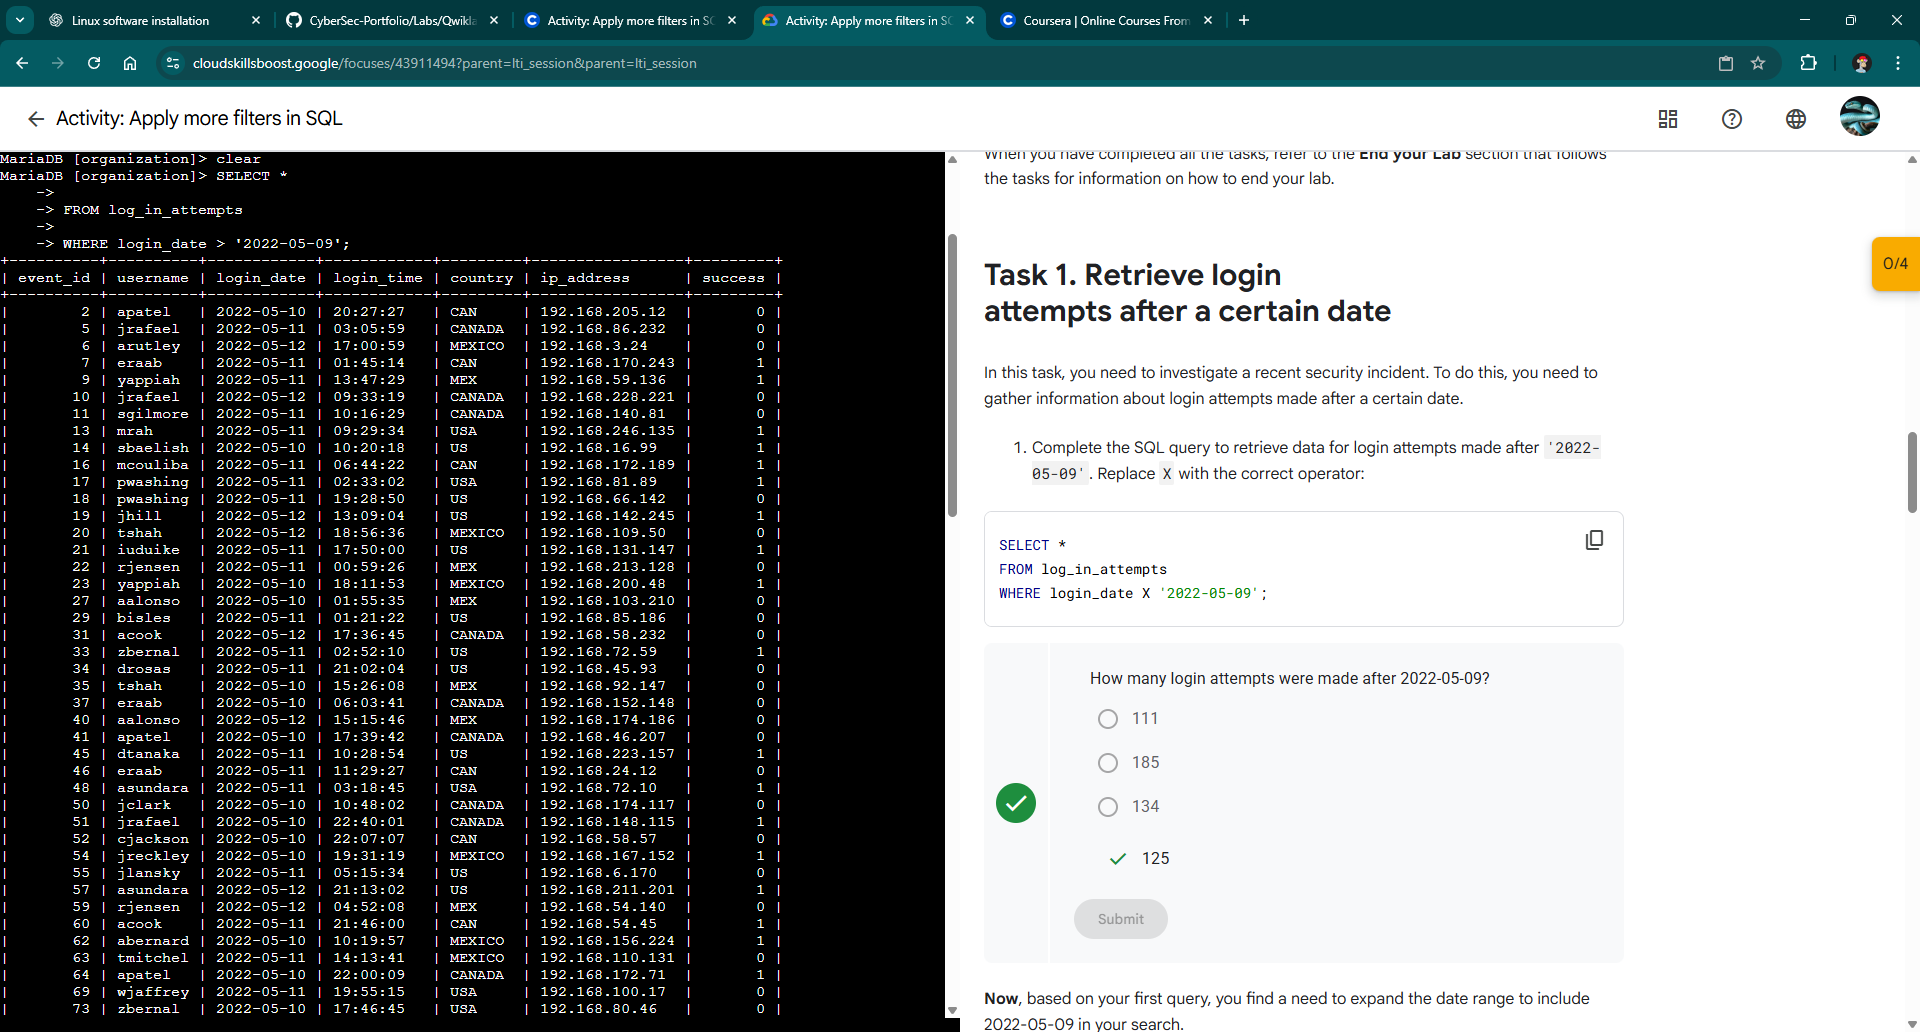 Linux software installation
CyberSec-Portfolio/Labs/Qwikla
Activity: Apply more filters in SQ
Activity: Apply more filters in SQ
Coursera | Online Courses From
cloudskillsboost.google/focuses/43911494?parent=lti_session&parent=lti_session
Activity: Apply more filters in SQL
MariaDB [organization]> clear
MariaDB [organization]> SELECT *
->
-> FROM log_in_attempts
->
-> WHERE login_date > '2022-05-09';
+----------+----------+------------+------------+---------+----------------+---------+
| event_id | username | login_date | login_time | country | ip_address | success |
+----------+----------+------------+------------+---------+----------------+---------+
| 2 | apatel | 2022-05-10 | 20:27:27 | CAN | 192.168.205.12 | 0 |
| 5 | jrafael | 2022-05-11 | 03:05:59 | CANADA | 192.168.86.232 | 0 |
| 6 | arutley | 2022-05-12 | 17:00:59 | MEXICO | 192.168.3.24 | 0 |
| 7 | eraab | 2022-05-11 | 01:45:14 | CAN | 192.168.170.243 | 1 |
| 9 | yappiah | 2022-05-11 | 13:47:29 | MEX | 192.168.59.136 | 1 |
| 10 | jrafael | 2022-05-12 | 09:33:19 | CANADA | 192.168.228.221 | 0 |
| 11 | sgilmore | 2022-05-11 | 10:16:29 | CANADA | 192.168.140.81 | 0 |
| 13 | mrah | 2022-05-11 | 09:29:34 | USA | 192.168.246.135 | 1 |
| 14 | sbaelish | 2022-05-10 | 10:20:18 | US | 192.168.16.99 | 1 |
| 16 | mcouliba | 2022-05-11 | 06:44:22 | CAN | 192.168.172.189 | 1 |
| 17 | pwashing | 2022-05-11 | 02:33:02 | USA | 192.168.81.89 | 1 |
| 18 | pwashing | 2022-05-11 | 19:28:50 | US | 192.168.66.142 | 0 |
| 19 | jhill | 2022-05-12 | 13:09:04 | US | 192.168.142.245 | 1 |
| 20 | tshah | 2022-05-12 | 18:56:36 | MEXICO | 192.168.109.50 | 0 |
| 21 | iuduike | 2022-05-11 | 17:50:00 | US | 192.168.131.147 | 1 |
| 22 | rjensen | 2022-05-11 | 00:59:26 | MEX | 192.168.213.128 | 0 |
| 23 | yappiah | 2022-05-10 | 18:11:53 | MEXICO | 192.168.200.48 | 1 |
| 27 | aalonso | 2022-05-10 | 01:55:35 | MEX | 192.168.103.210 | 0 |
| 29 | bisles | 2022-05-11 | 01:21:22 | US | 192.168.85.186 | 0 |
| 31 | acook | 2022-05-12 | 17:36:45 | CANADA | 192.168.58.232 | 0 |
| 33 | zbernal | 2022-05-11 | 02:52:10 | US | 192.168.72.59 | 1 |
| 34 | drosas | 2022-05-11 | 21:02:04 | US | 192.168.45.93 | 0 |
| 35 | tshah | 2022-05-10 | 15:26:08 | MEX | 192.168.92.147 | 0 |
| 37 | eraab | 2022-05-10 | 06:03:41 | CANADA | 192.168.152.148 | 0 |
| 40 | aalonso | 2022-05-12 | 15:15:46 | MEX | 192.168.174.186 | 0 |
| 41 | apatel | 2022-05-10 | 17:39:42 | CANADA | 192.168.46.207 | 0 |
| 45 | dtanaka | 2022-05-11 | 10:28:54 | US | 192.168.223.157 | 1 |
| 46 | eraab | 2022-05-11 | 11:29:27 | CAN | 192.168.24.12 | 0 |
| 48 | asundara | 2022-05-11 | 03:18:45 | USA | 192.168.72.10 | 1 |
| 50 | jclark | 2022-05-10 | 10:48:02 | CANADA | 192.168.174.117 | 0 |
| 51 | jrafael | 2022-05-10 | 22:40:01 | CANADA | 192.168.148.115 | 1 |
| 52 | cjackson | 2022-05-10 | 22:07:07 | CAN | 192.168.58.57 | 0 |
| 54 | jreckley | 2022-05-10 | 19:31:19 | MEXICO | 192.168.167.152 | 1 |
| 55 | jlansky | 2022-05-11 | 05:15:34 | US | 192.168.6.170 | 0 |
| 57 | asundara | 2022-05-12 | 21:13:02 | US | 192.168.211.201 | 1 |
| 59 | rjensen | 2022-05-12 | 04:52:08 | MEX | 192.168.54.140 | 0 |
| 60 | acook | 2022-05-11 | 21:46:00 | CAN | 192.168.54.45 | 1 |
| 62 | abernard | 2022-05-10 | 10:19:57 | MEXICO | 192.168.156.224 | 1 |
| 63 | tmitchel | 2022-05-11 | 14:13:41 | MEXICO | 192.168.110.131 | 0 |
| 64 | apatel | 2022-05-10 | 22:00:09 | CANADA | 192.168.172.71 | 1 |
| 69 | wjaffrey | 2022-05-11 | 19:55:15 | USA | 192.168.100.17 | 0 |
| 73 | zbernal | 2022-05-10 | 17:46:45 | USA | 192.168.80.46 | 0 |
When you have completed all the tasks, refer to the End your Lab section that follows
the tasks for information on how to end your lab.
Task 1. Retrieve login
attempts after a certain date
0/4
In this task, you need to investigate a recent security incident. To do this, you need to
gather information about login attempts made after a certain date.
1. Complete the SQL query to retrieve data for login attempts made after '2022-
05-09'. Replace X with the correct operator:
SELECT *
FROM log_in_attempts
WHERE login_date X '2022-05-09';
How many login attempts were made after 2022-05-09?
111
185
134
125
Submit
Now, based on your first query, you find a need to expand the date range to include
2022-05-09 in your search.